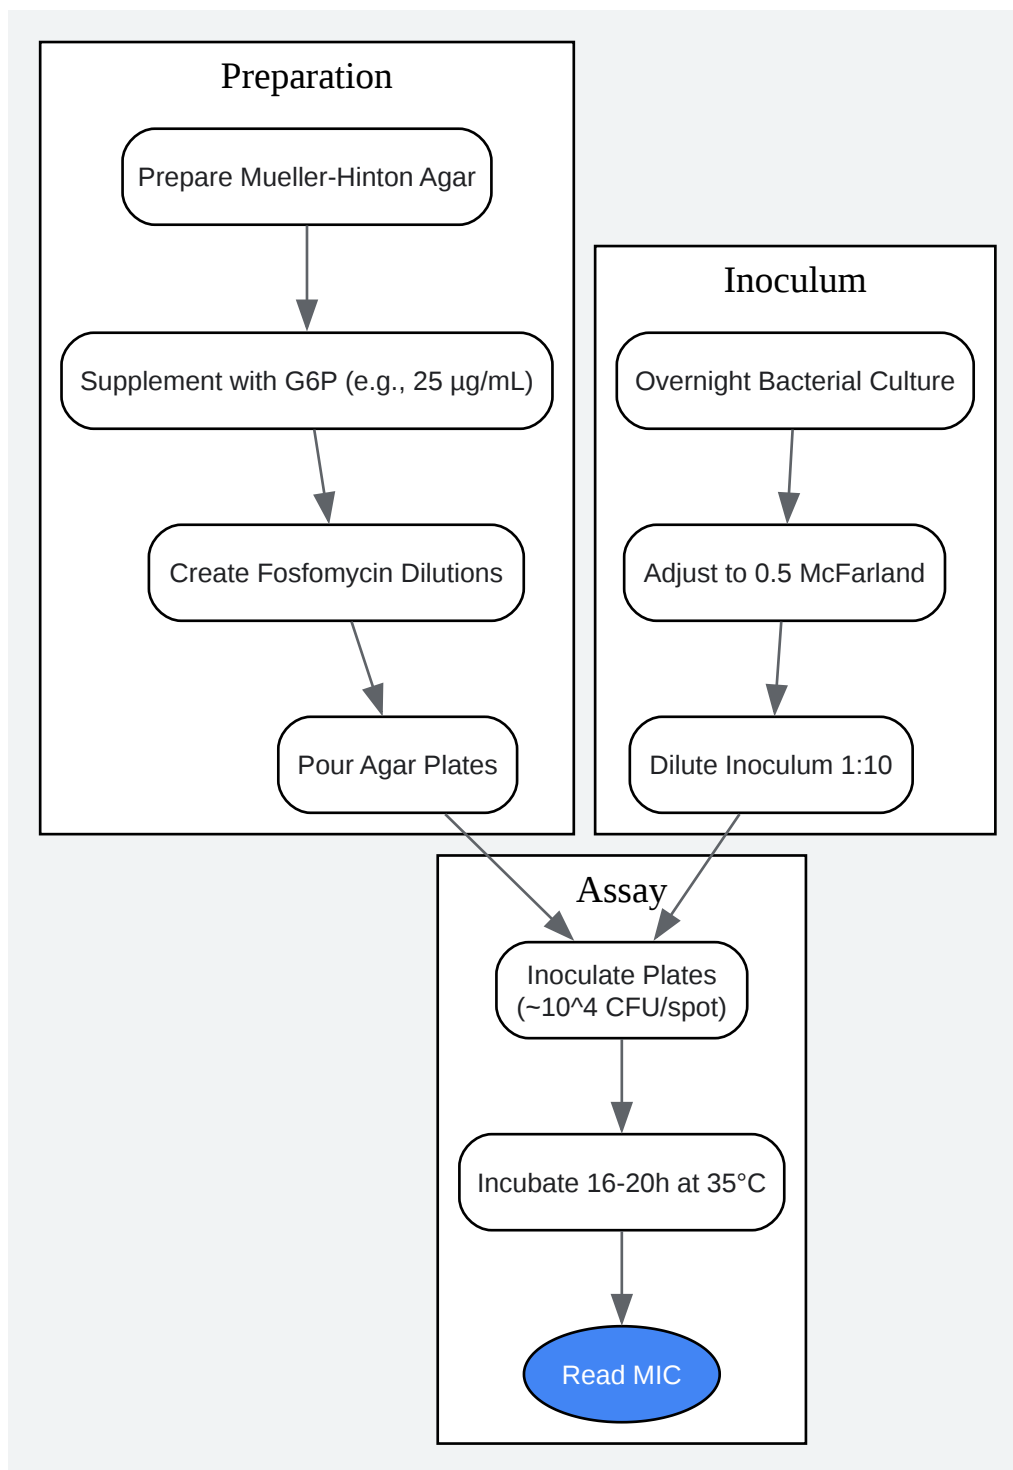 Preparation
Prepare Mueller-Hinton Agar
Supplement with G6P (e.g., 25 µg/mL)
Create Fosfomycin Dilutions
Pour Agar Plates
Inoculum
Overnight Bacterial Culture
Adjust to 0.5 McFarland
Dilute Inoculum 1:10
Assay
Inoculate Plates
(~10^4 CFU/spot)
Incubate 16-20h at 35°C
Read MIC